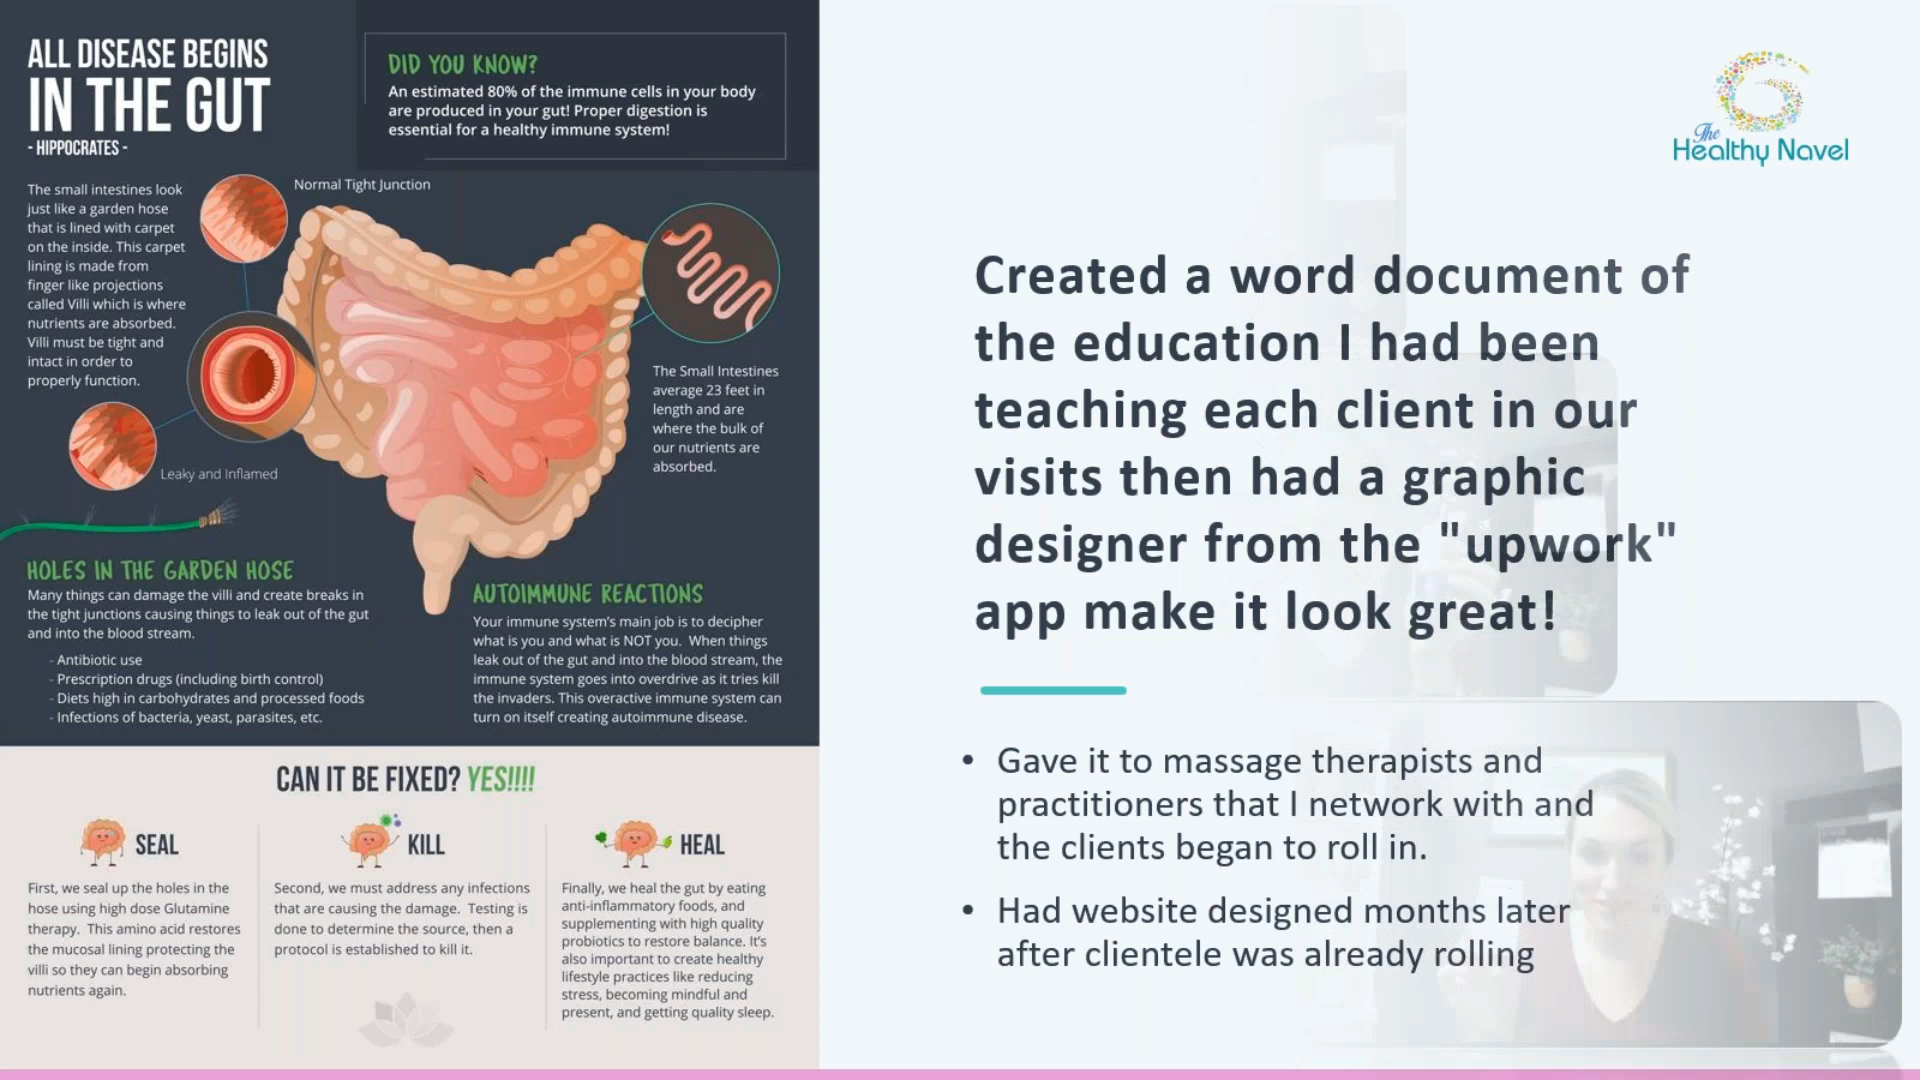 ALL DISEASE BEGINS
IN THE GUT
- HIPPOCRATES -
DID YOU KNOW?
An estimated 80% of the immune cells in your body
are produced in your gut! Proper digestion is
essential for a healthy immune system!
The small intestines look
just like a garden hose
that is lined with carpet
on the inside. This carpet
lining is made from
finger like projections
called Villi which is where
nutrients are absorbed.
Villi must be tight and
intact in order to
properly function.
Normal Tight Junction
The Small Intestines
average 23 feet in
length and are
where the bulk of
our nutrients are
absorbed.
Leaky and Inflamed
HOLES IN THE GARDEN HOSE
Many things can damage the villi and create breaks in
the tight junctions causing things to leak out of the gut
and into the blood stream.
- Antibiotic use
- Prescription drugs (including birth control)
- Diets high in carbohydrates and processed foods
- Infections of bacteria, yeast, parasites, etc.
AUTOIMMUNE REACTIONS
Your immune system's main job is to decipher
what is you and what is NOT you. When things
leak out of the gut and into the blood stream, the
immune system goes into overdrive as it tries kill
the invaders. This overactive immune system can
turn on itself creating autoimmune disease.
CAN IT BE FIXED? YES!!!!
SEAL
First, we seal up the holes in the
hose using high dose Glutamine
therapy. This amino acid restores
the mucosal lining protecting the
villi so they can begin absorbing
nutrients again.
KILL
Second, we must address any infections
that are causing the damage. Testing is
done to determine the source, then a
protocol is established to kill it.
HEAL
Finally, we heal the gut by eating
anti-inflammatory foods, and
supplementing with high quality
probiotics to restore balance. It's
also important to create healthy
lifestyle practices like reducing
stress, becoming mindful and
present, and getting quality sleep.
The
Healthy Navel
Created a word document of
the education I had been
teaching each client in our
visits then had a graphic
designer from the "upwork"
app make it look great!
• Gave it to massage therapists and
practitioners that I network with and
the clients began to roll in.
• Had website designed months later
after clientele was already rolling